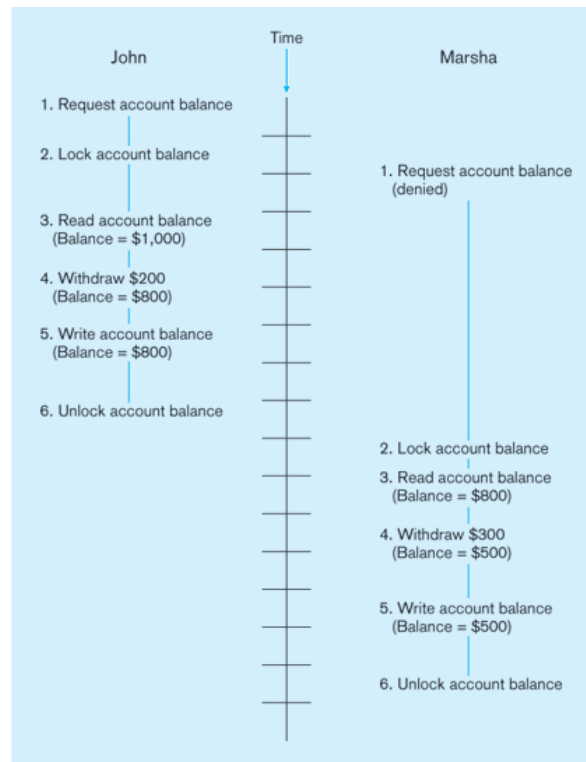 Time
John
Marsha
1. Request account balance
2. Lock account balance
1. Request account balance
(denied)
3. Read account balance
(Balance = $1,000)
4. Withdraw $200
(Balance = $800)
5. Write account balance
(Balance = $800)
6. Unlock account balance
2. Lock account balance
3. Read account balance
(Balance = $800)
4. Withdraw $300
(Balance = $500)
5. Write account balance
(Balance = $500)
6. Unlock account balance